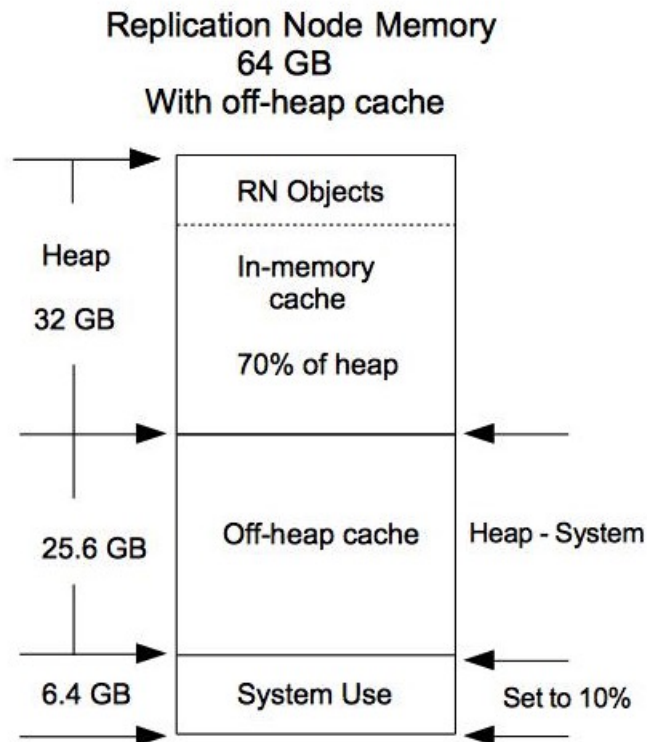 Replication Node Memory
64 GB
With off-heap cache
RN Objects
Heap
In-memory
cache
32 GB
70% of heap
25.6 GB
Off-heap cache
Heap - System
6.4 GB
System Use
Set to 10%